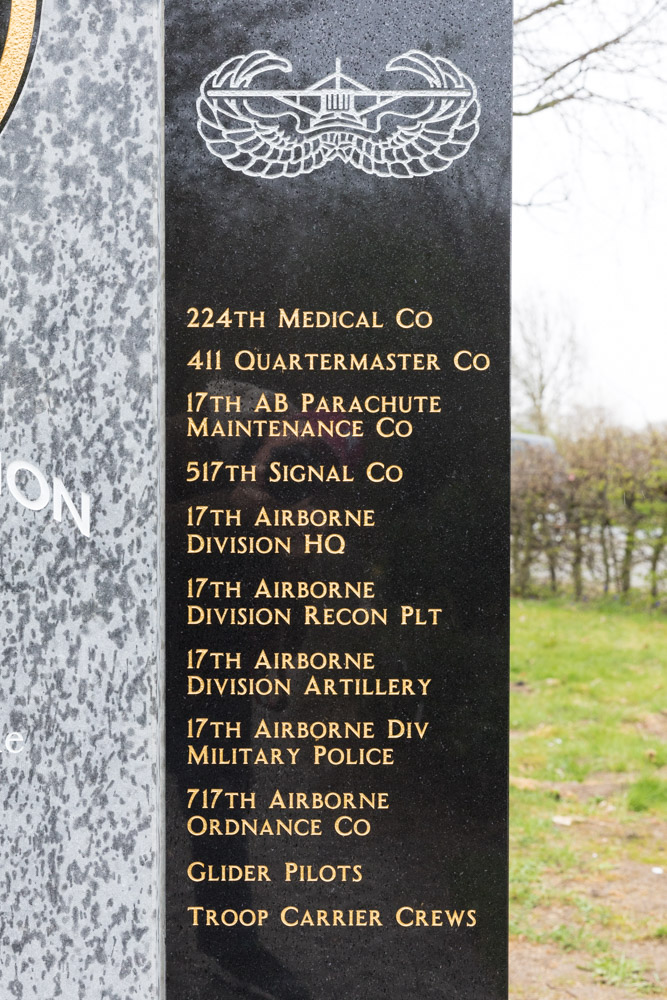 224TH MEDICAL CO
411 QUARTERMASTER CO
17TH AB PARACHUTE
MAINTENANCE CO
517TH SIGNAL CO
17TH AIRBORNE
DIVISION HQ
17TH AIRBORNE
DIVISION RECON PLT
17TH AIRBORNE
DIVISION ARTILLERY
17TH AIRBORNE DIV
MILITARY POLICE
717TH AIRBORNE
ORDNANCE CO
GLIDER PILOTS
TROOP CARRIER CREWS